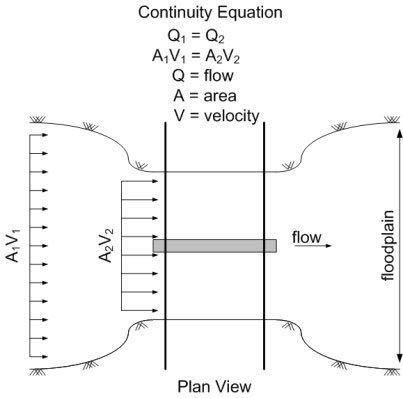 Continuity Equation
Q₁ = Q₂
A₁V₁ = A₂V₂
Q = flow
A = area
V = velocity
A₁V₁
A₂V₂
flow
floodplain
Plan View